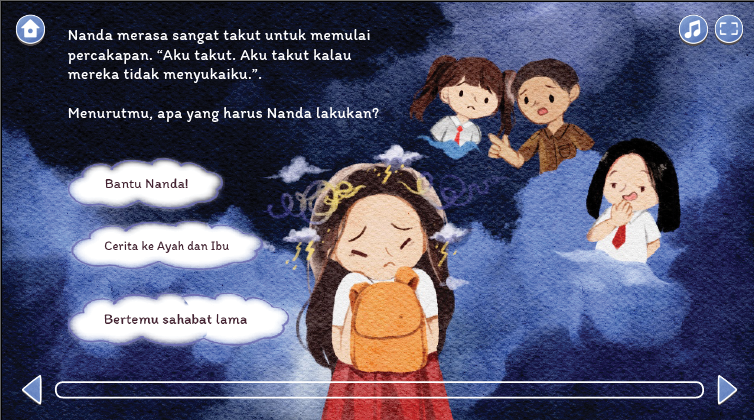 Nanda merasa sangat takut untuk memulai
percakapan. “Aku takut. Aku takut kalau
mereka tidak menyukaiku.”.
Menurutmu, apa yang harus Nanda lakukan?
Bantu Nanda!
Cerita ke Ayah dan Ibu
Bertemu sahabat lama